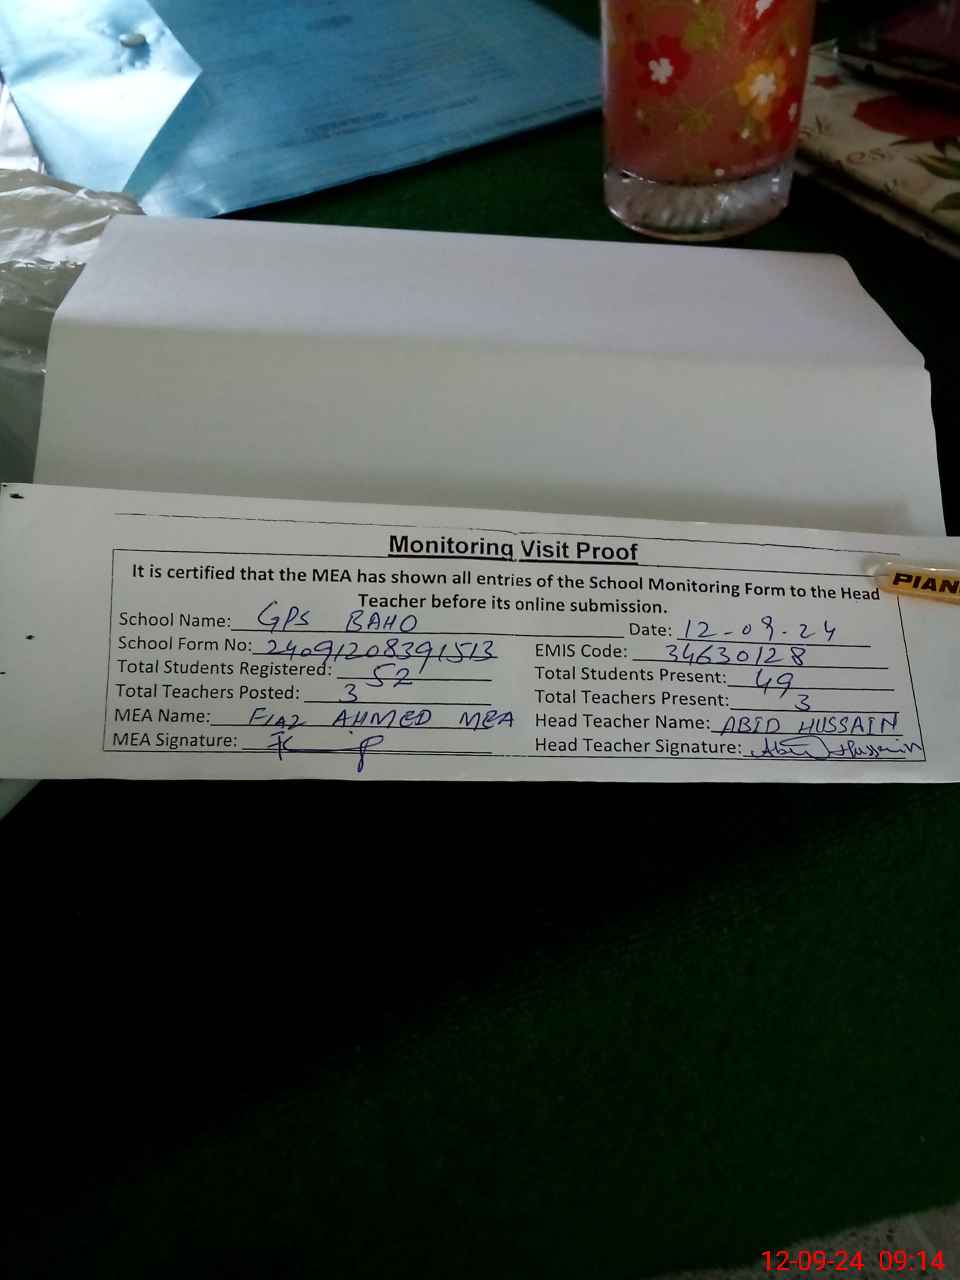 Monitoring Visit Proof
It is certified that the MEA has shown all entries of the School Monitoring Form to the Head
Teacher before its online submission.
School Name: GPS BAHO Date: 12-09-24
School Form No: 24091208391513 EMIS Code: 34630128
Total Students Registered: 52 Total Students Present: 49
Total Teachers Posted: 3 Total Teachers Present: 3
MEA Name: FIAZ AHMED MEA Head Teacher Name: ABID HUSSAIN
MEA Signature: Head Teacher Signature: Abid Hussain
PIAN
12-09-24 09:14